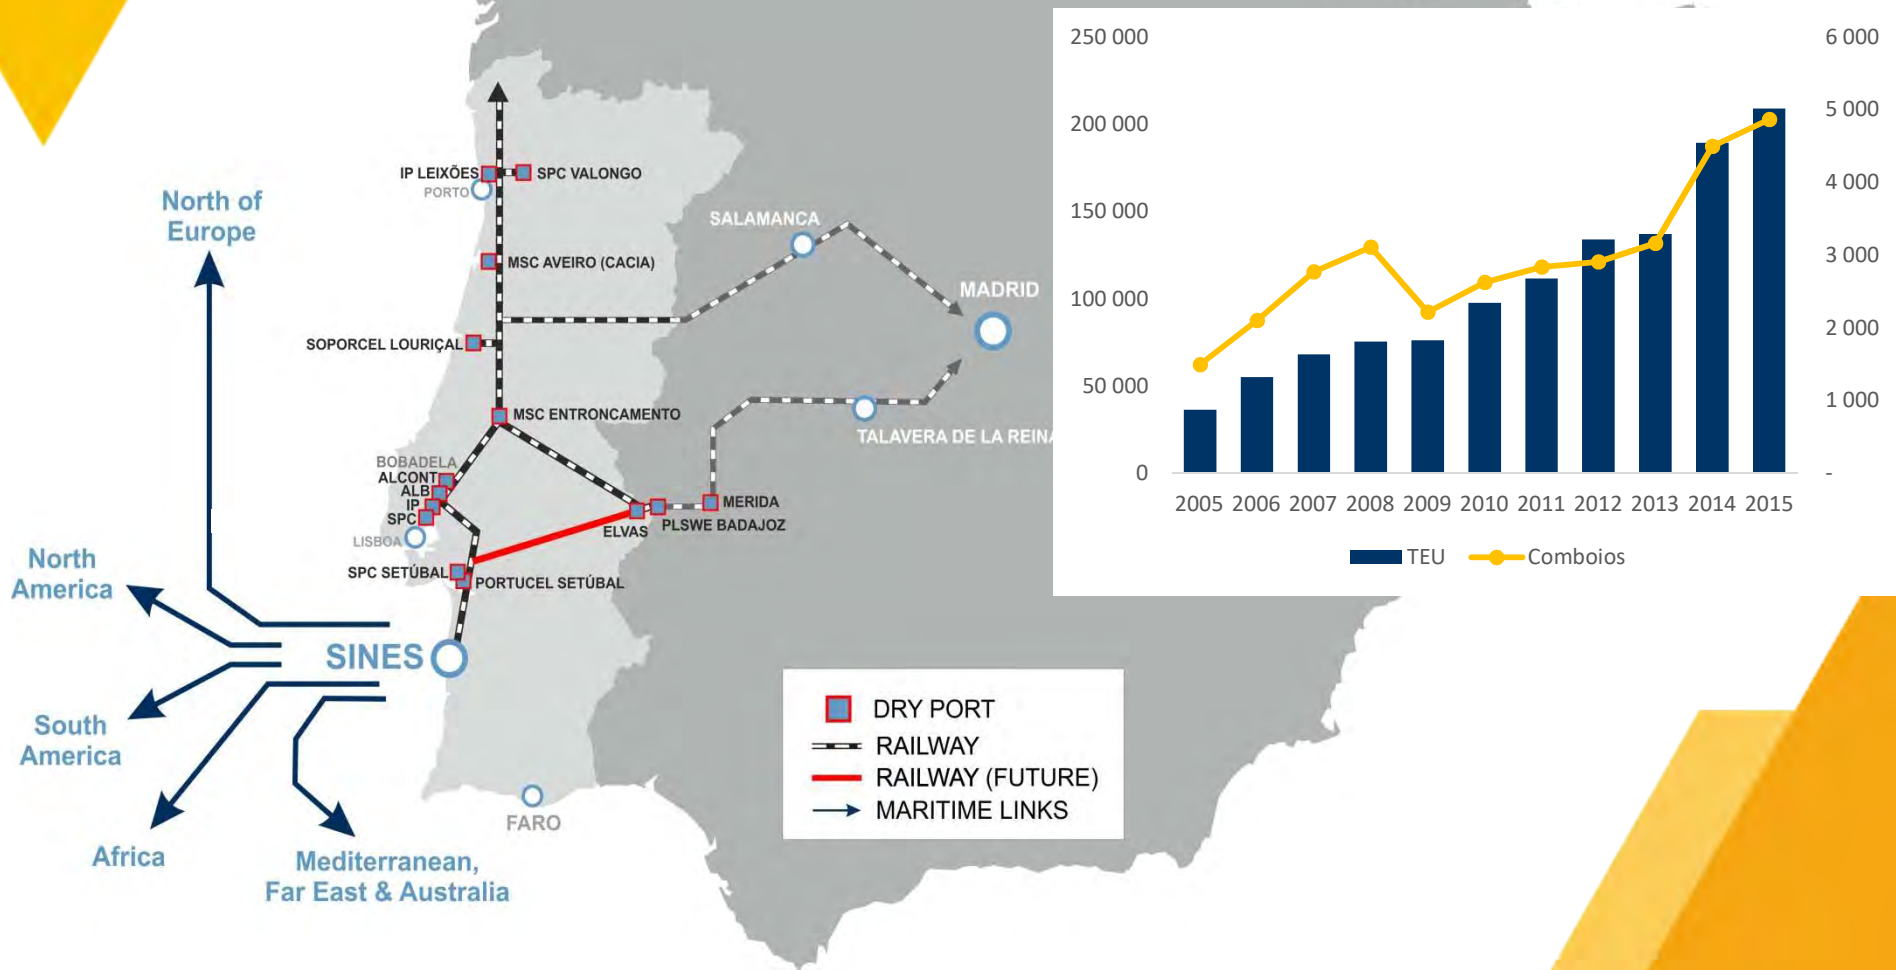 North of
Europe
North
America
South
America
Africa
Mediterranean,
Far East & Australia
SINES
IP LEIXÕES
SPC VALONGO
PORTO
MSC AVEIRO (CACIA)
SOPORCEL LOURIÇAL
MSC ENTRONCAMENTO
BOBADELA
ALCONT
ALB
IP
SPC
LISBOA
SPC SETÚBAL
PORTUCEL SETÚBAL
ELVAS
PLSWE BADAJOZ
MERIDA
SALAMANCA
MADRID
TALAVERA DE LA REINA
FARO
DRY PORT
RAILWAY
RAILWAY (FUTURE)
MARITIME LINKS
250 000
200 000
150 000
100 000
50 000
0
6 000
5 000
4 000
3 000
2 000
1 000
-
2005 2006 2007 2008 2009 2010 2011 2012 2013 2014 2015
TEU Comboios